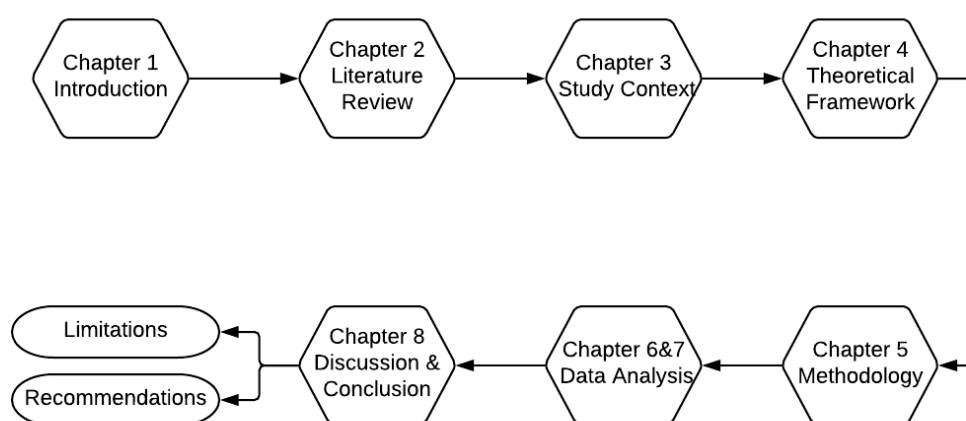 Chapter 1
Introduction
Chapter 2
Literature
Review
Chapter 3
Study Context
Chapter 4
Theoretical
Framework
Chapter 5
Methodology
Chapter 6&7
Data Analysis
Chapter 8
Discussion &
Conclusion
Limitations
Recommendations